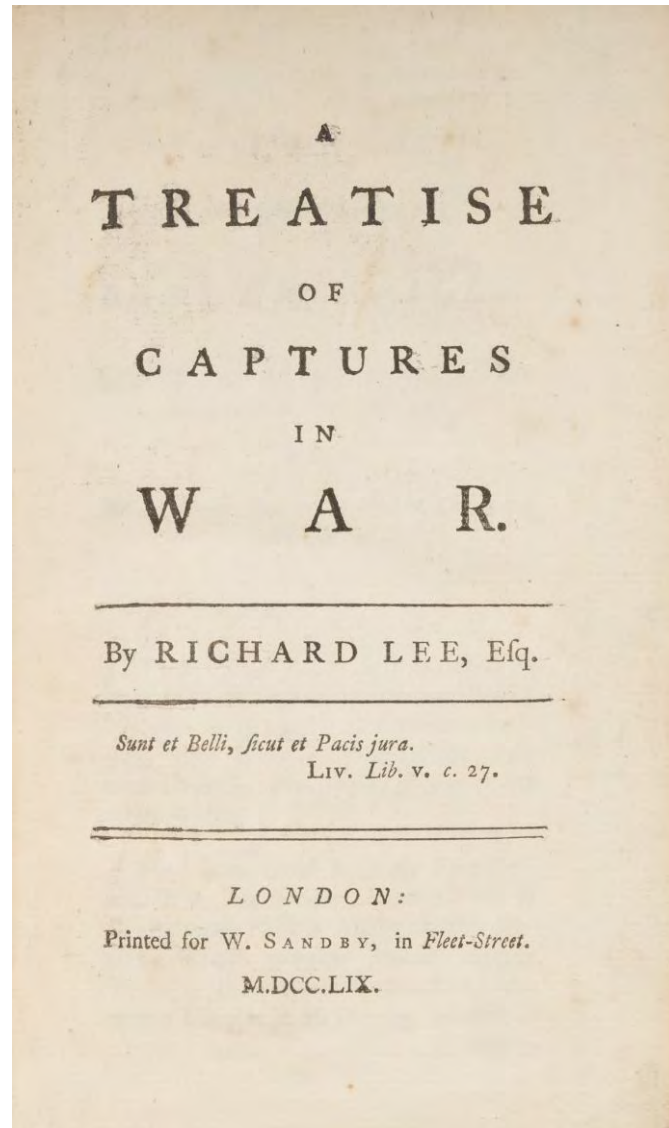 A
TREATISE
OF
CAPTURES
IN
WAR.
By RICHARD LEE, Eſq.
Sunt et Belli, ſicut et Pacis jura.
LIV. Lib. v. c. 27.
LONDON:
Printed for W. SANDBY, in Fleet-Street.
M.DCC.LIX.